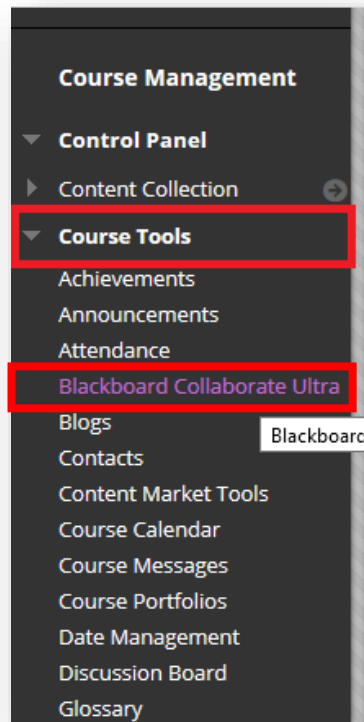 Course Management
Control Panel
Content Collection
Course Tools
Achievements
Announcements
Attendance
Blackboard Collaborate Ultra
Blogs
Blackboard
Contacts
Content Market Tools
Course Calendar
Course Messages
Course Portfolios
Date Management
Discussion Board
Glossary